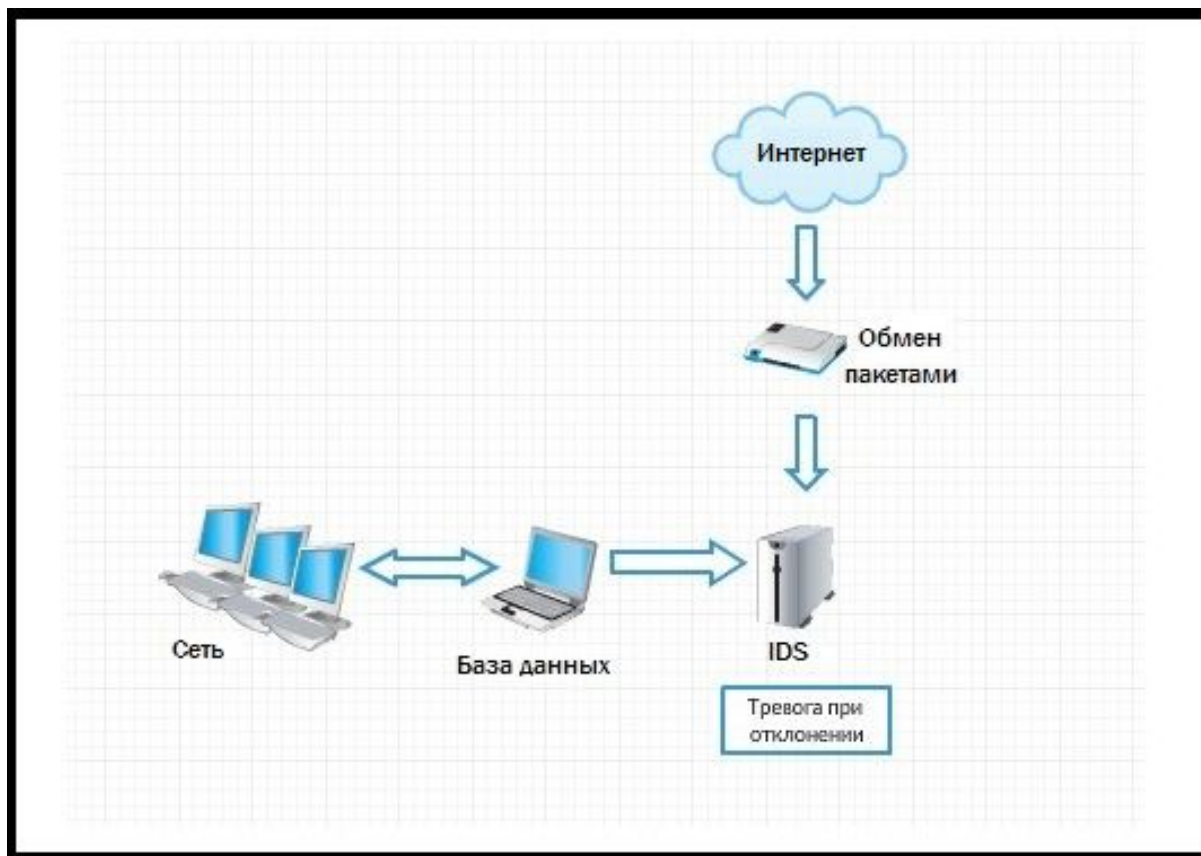 Интернет
Обмен
пакетами
Сеть
База данных
IDS
Тревога при
отклонении